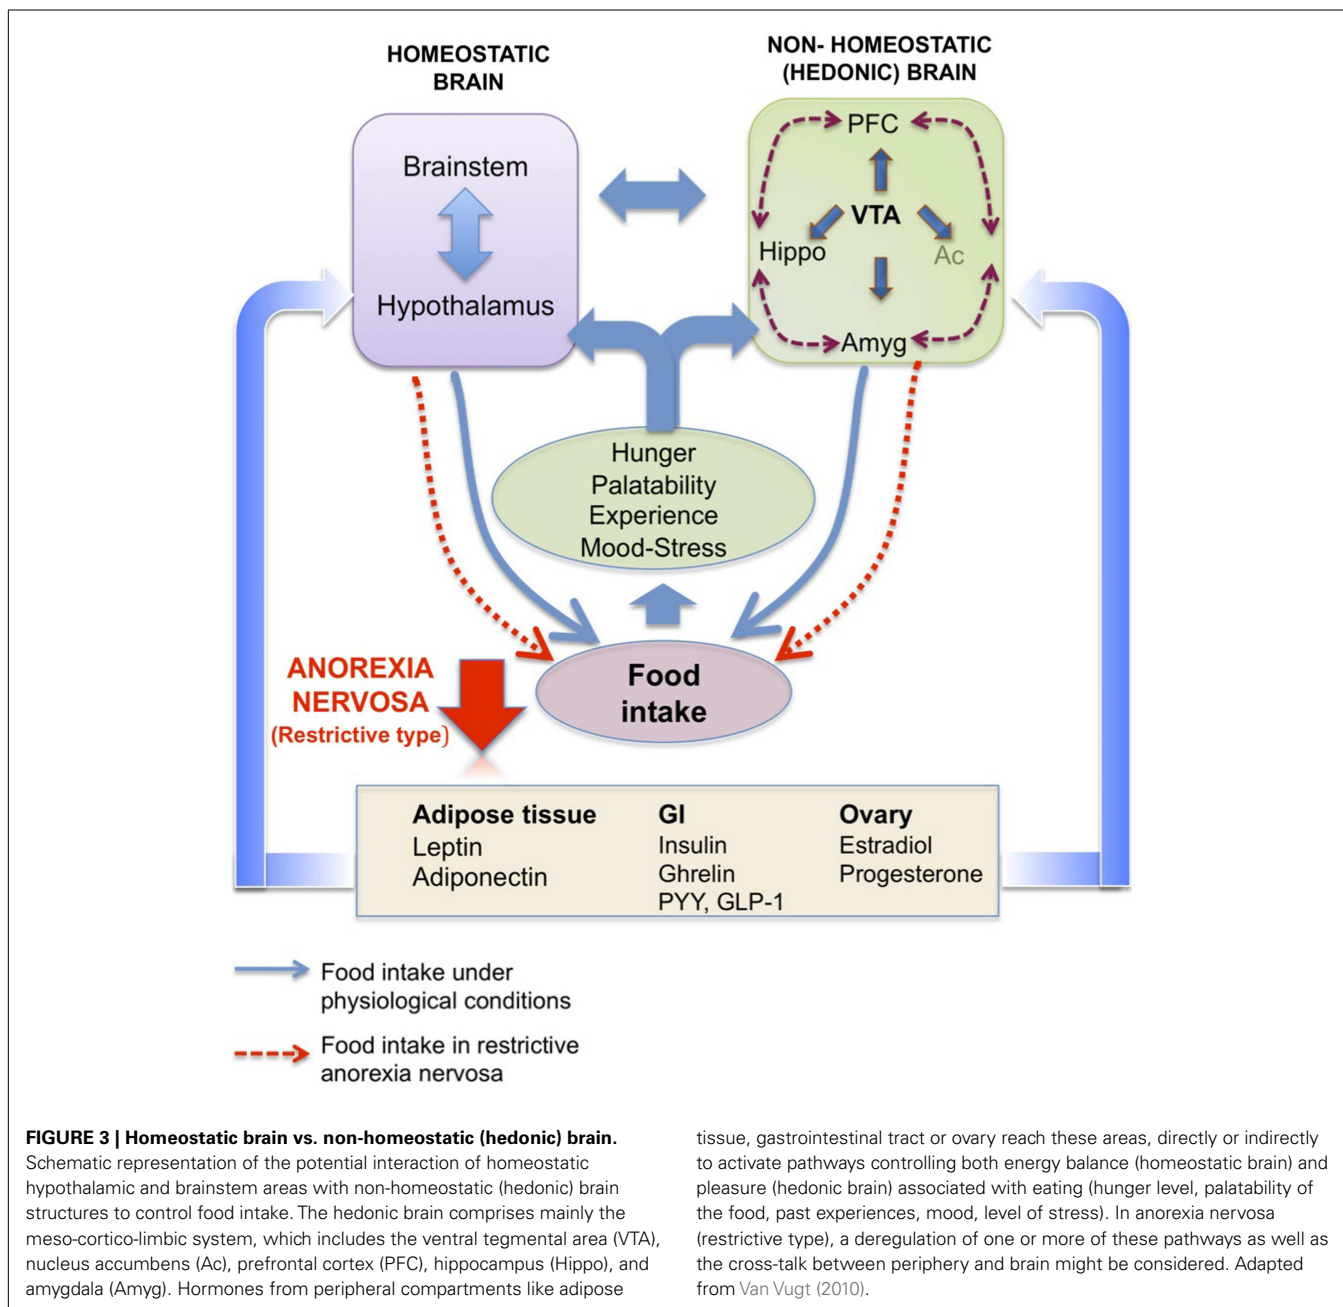 HOMEOSTATIC
BRAIN
NON- HOMEOSTATIC
(HEDONIC) BRAIN
Brainstem
Hypothalamus
PFC
VTA
Hippo
Ac
Amyg
Hunger
Palatability
Experience
Mood-Stress
ANOREXIA
NERVOSA
(Restrictive type)
Food
intake
Adipose tissue
Leptin
Adiponectin
GI
Insulin
Ghrelin
PYY, GLP-1
Ovary
Estradiol
Progesterone
Food intake under
physiological conditions
Food intake in restrictive
anorexia nervosa
FIGURE 3 | Homeostatic brain vs. non-homeostatic (hedonic) brain.
Schematic representation of the potential interaction of homeostatic
hypothalamic and brainstem areas with non-homeostatic (hedonic) brain
structures to control food intake. The hedonic brain comprises mainly the
meso-cortico-limbic system, which includes the ventral tegmental area (VTA),
nucleus accumbens (Ac), prefrontal cortex (PFC), hippocampus (Hippo), and
amygdala (Amyg). Hormones from peripheral compartments like adipose
tissue, gastrointestinal tract or ovary reach these areas, directly or indirectly
to activate pathways controlling both energy balance (homeostatic brain) and
pleasure (hedonic brain) associated with eating (hunger level, palatability of
the food, past experiences, mood, level of stress). In anorexia nervosa
(restrictive type), a deregulation of one or more of these pathways as well as
the cross-talk between periphery and brain might be considered. Adapted
from Van Vugt (2010).